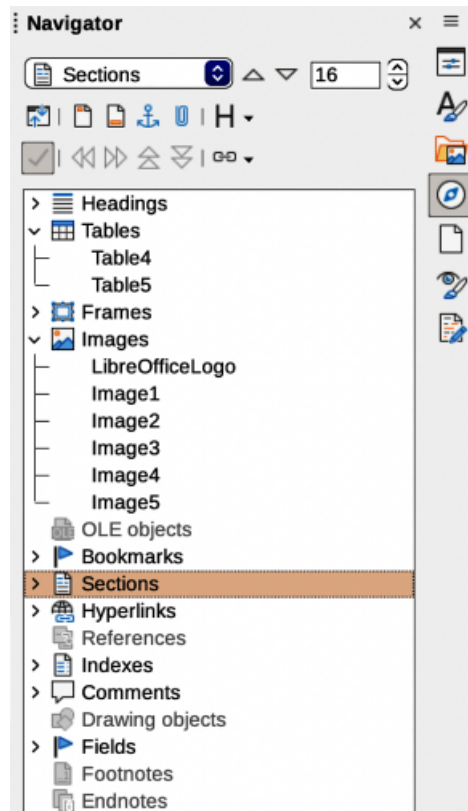 Navigator
Sections 16
H
Headings
Tables
Table4
Table5
Frames
Images
LibreOfficeLogo
Image1
Image2
Image3
Image4
Image5
OLE objects
Bookmarks
Sections
Hyperlinks
References
Indexes
Comments
Drawing objects
Fields
Footnotes
Endnotes